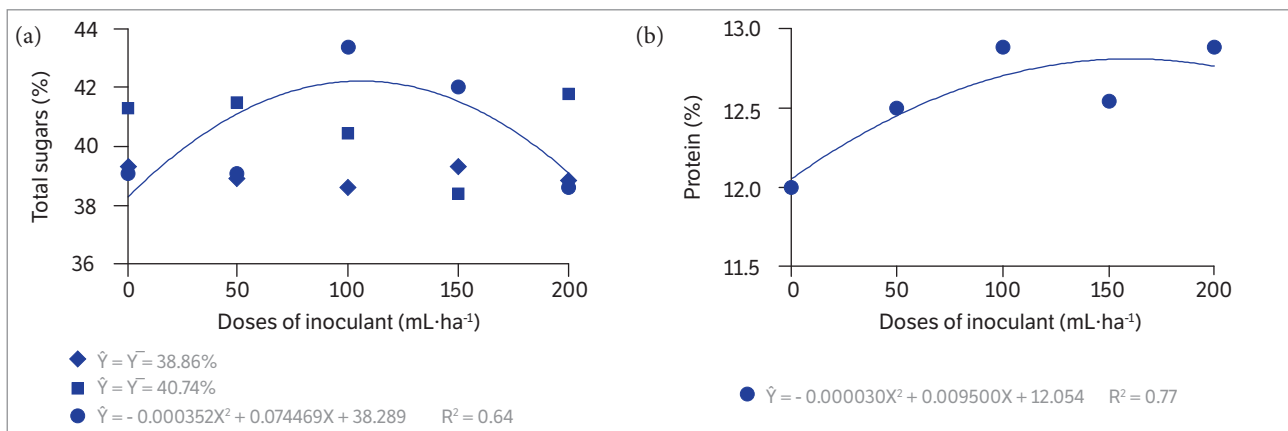 (a)
Total sugars (%)
44
42
40
38
36
0 50 100 150 200
Doses of inoculant (mL·ha⁻¹)
Ŷ = Y¯ = 38.86%
Ŷ = Y¯ = 40.74%
Ŷ = - 0.000352X² + 0.074469X + 38.289 R² = 0.64
(b)
Protein (%)
13.0
12.5
12.0
11.5
0 50 100 150 200
Doses of inoculant (mL·ha⁻¹)
Ŷ = - 0.000030X² + 0.009500X + 12.054 R² = 0.77